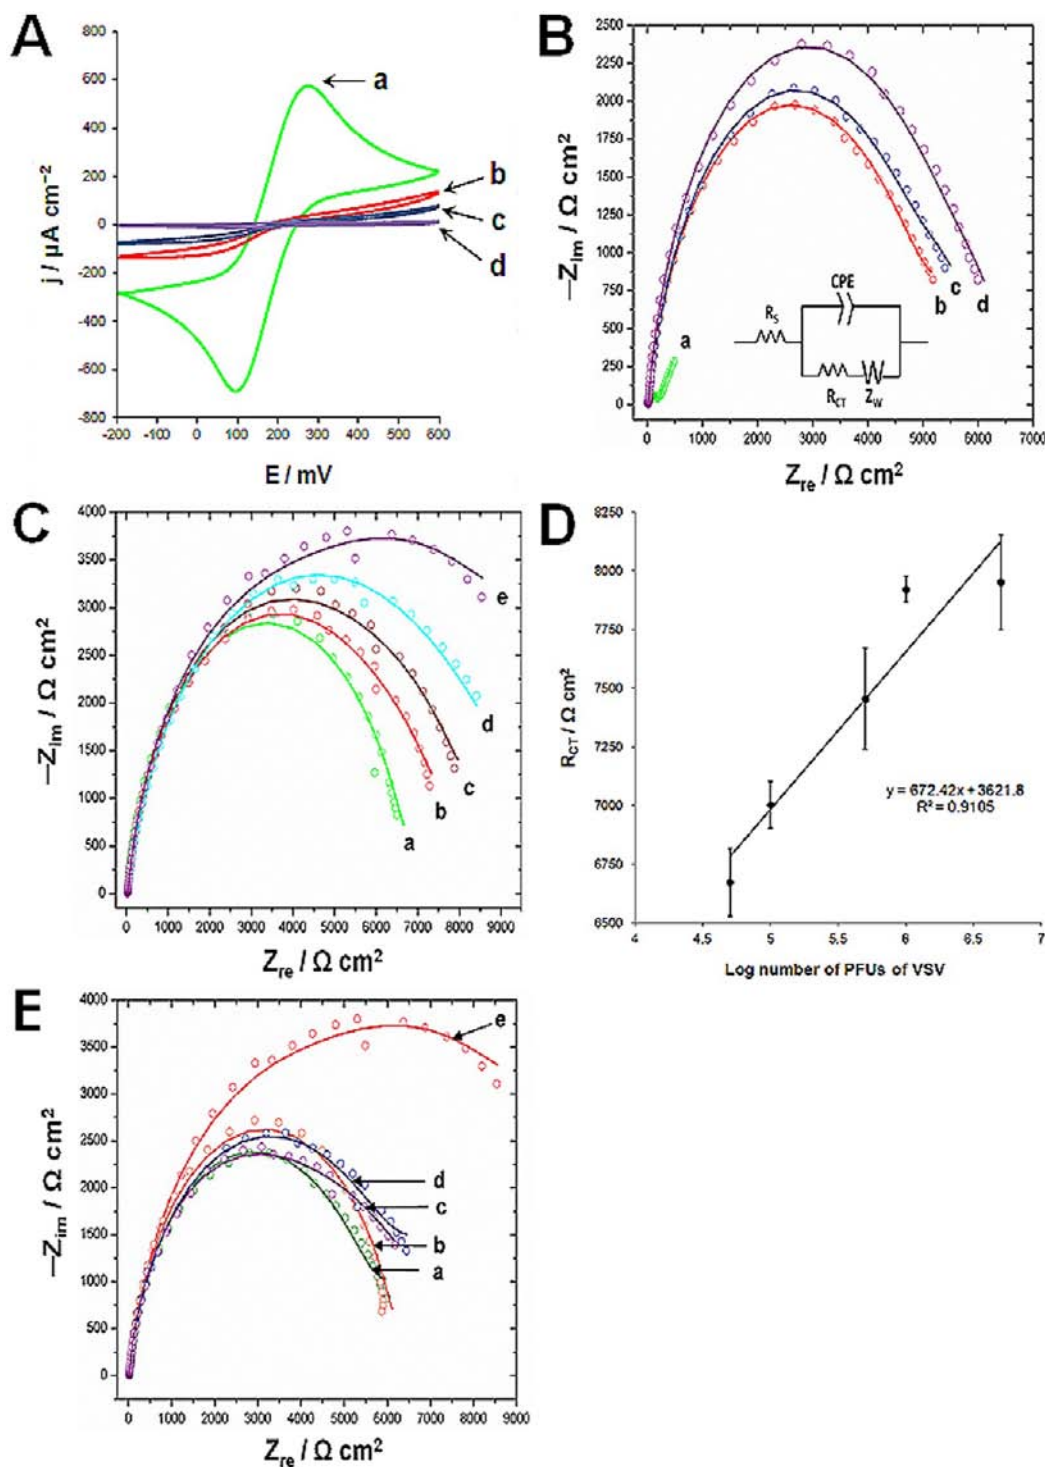 A
800
600
400
200
0
-200
-400
-600
-800
-200
-100
0
100
200
300
400
500
600
j / µA cm⁻²
E / mV
a
b
c
d
B
2500
2250
2000
1750
1500
1250
1000
750
500
250
0
0
1000
2000
3000
4000
5000
6000
7000
−Z_Im / Ω cm²
Z_re / Ω cm²
a
b
c
d
CPE
R_S
R_CT
Z_W
C
4000
3500
3000
2500
2000
1500
1000
500
0
0
1000
2000
3000
4000
5000
6000
7000
8000
9000
−Z_Im / Ω cm²
Z_re / Ω cm²
e
d
c
b
a
D
8250
8000
7750
7500
7250
7000
6750
6500
4
4.5
5
5.5
6
6.5
7
R_CT / Ω cm²
Log number of PFUs of VSV
y = 672.42x + 3621.8
R² = 0.9105
E
4000
3500
3000
2500
2000
1500
1000
500
0
0
1000
2000
3000
4000
5000
6000
7000
8000
9000
−Z_im / Ω cm²
Z_re / Ω cm²
e
d
c
b
a